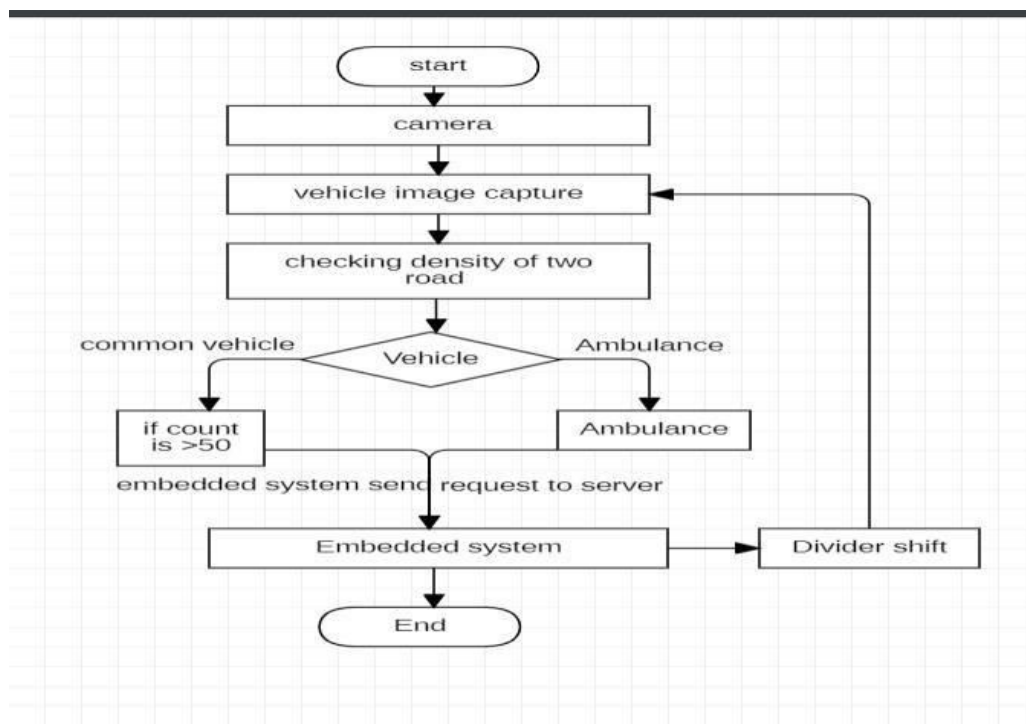 start
camera
vehicle image capture
checking density of two
road
common vehicle
Vehicle
Ambulance
if count
is >50
Ambulance
embedded system send request to server
Embedded system
Divider shift
End